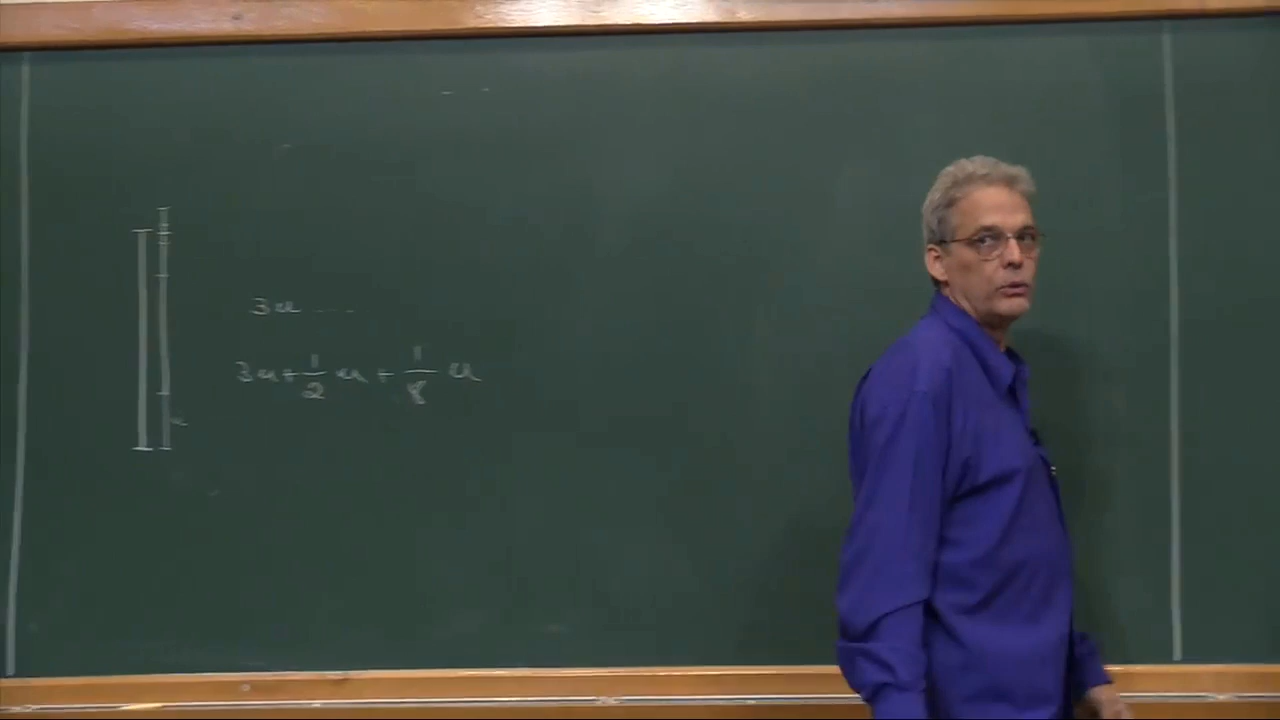 3u ...
3u + 1/2 u + 1/8 u
u